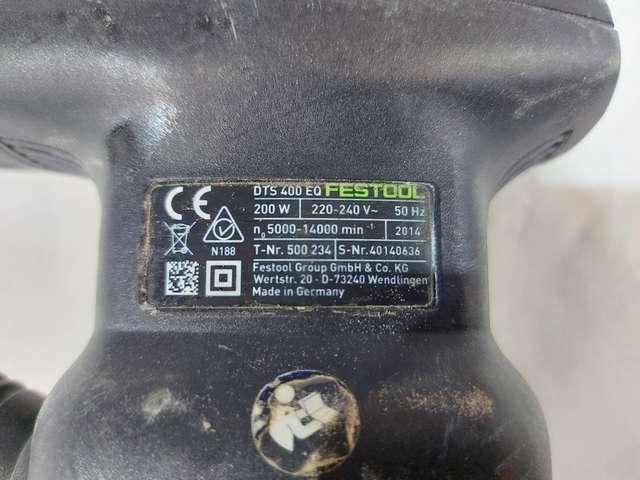 CE
DTS 400 EQ FESTOOL
200 W 220-240 V~ 50 Hz
n₀ 5000-14000 min⁻¹ 2014
N188
T-Nr. 500 234 S-Nr. 40140636
Festool Group GmbH & Co. KG
Wertstr. 20 · D-73240 Wendlingen
Made in Germany